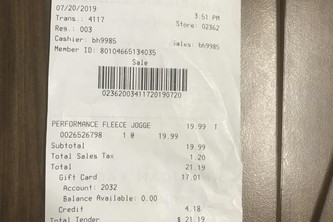 07/20/2019 3:51 PM
Trans.: 4117 Store: 02362
Reg.: 003
Cashier: bh9985 Sales: bh9985
Member ID: 80104665134035
Sale
02362003411720190720
PERFORMANCE FLEECE JOGGE 19.99 T
0026526798 1 @ 19.99
Subtotal 19.99
Total Sales Tax 1.20
Total 21.19
Gift Card 17.01
Account: 2032
Balance Available: 0.00
Credit 4.18
Total Tender $ 21.19